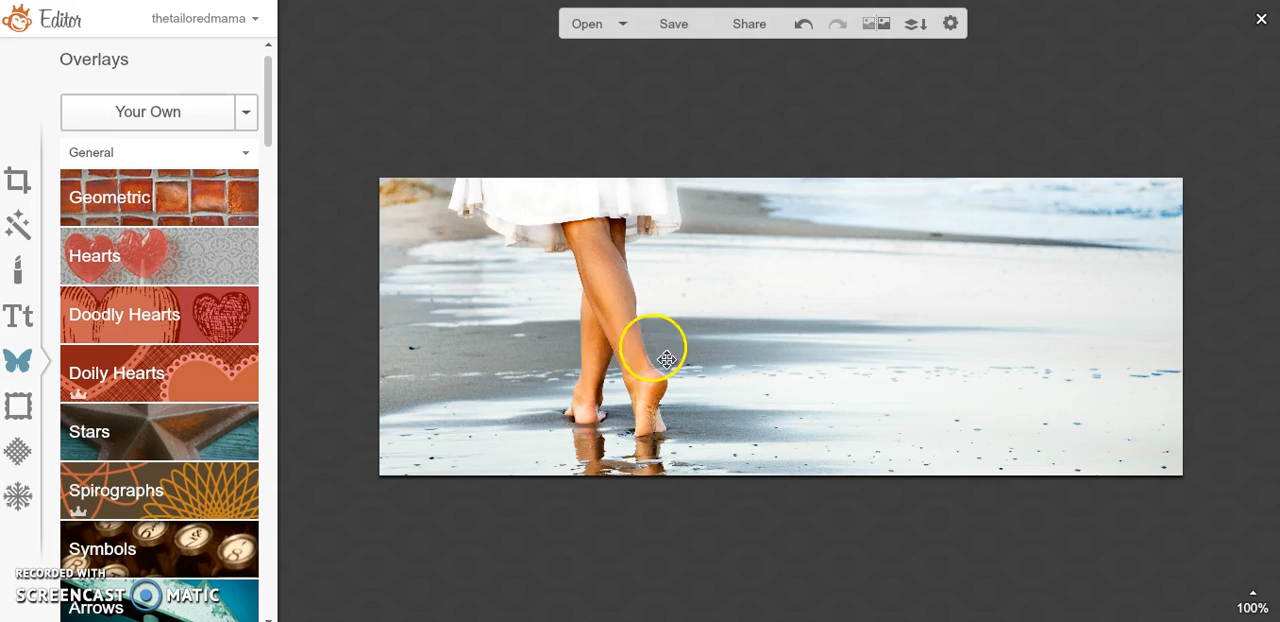 Editor
thetailoredmama
Open
Save
Share
Overlays
Your Own
General
Geometric
Hearts
Doodly Hearts
Doily Hearts
Stars
Spirographs
Symbols
Arrows
RECORDED WITH
SCREENCAST MATIC
100%